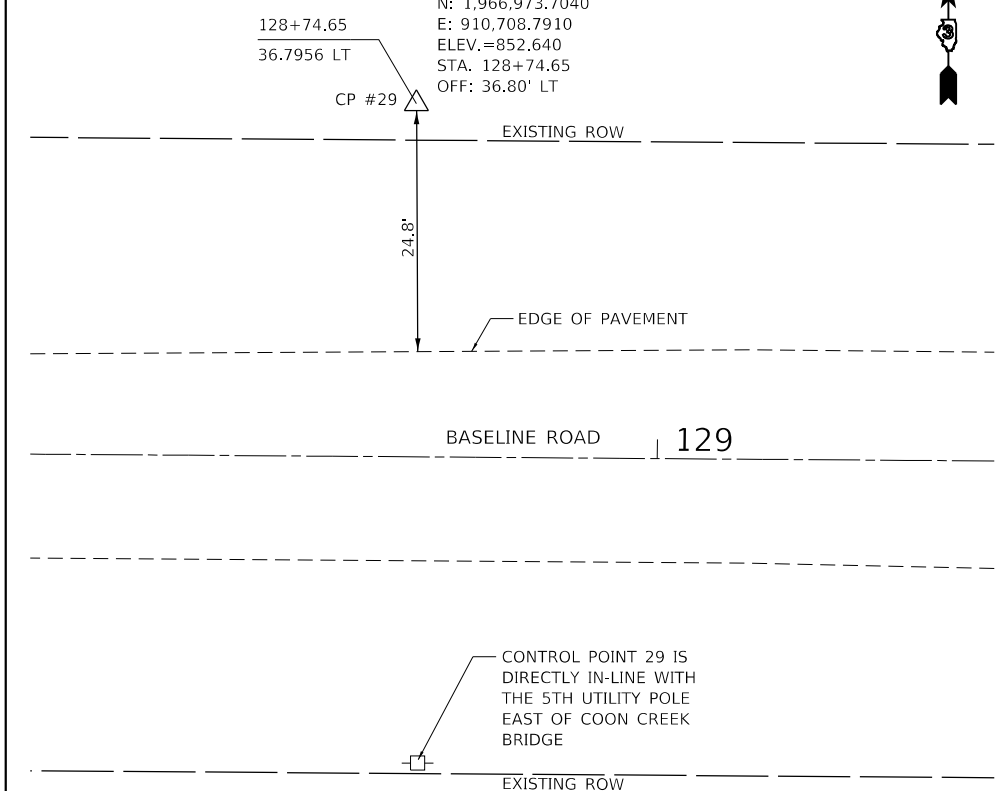 N: 1,966,973.7040
E: 910,708.7910
ELEV.=852.640
STA. 128+74.65
OFF: 36.80' LT
128+74.65
36.7956 LT
CP #29
3
EXISTING ROW
24.8'
EDGE OF PAVEMENT
BASELINE ROAD
129
CONTROL POINT 29 IS
DIRECTLY IN-LINE WITH
THE 5TH UTILITY POLE
EAST OF COON CREEK
BRIDGE
EXISTING ROW